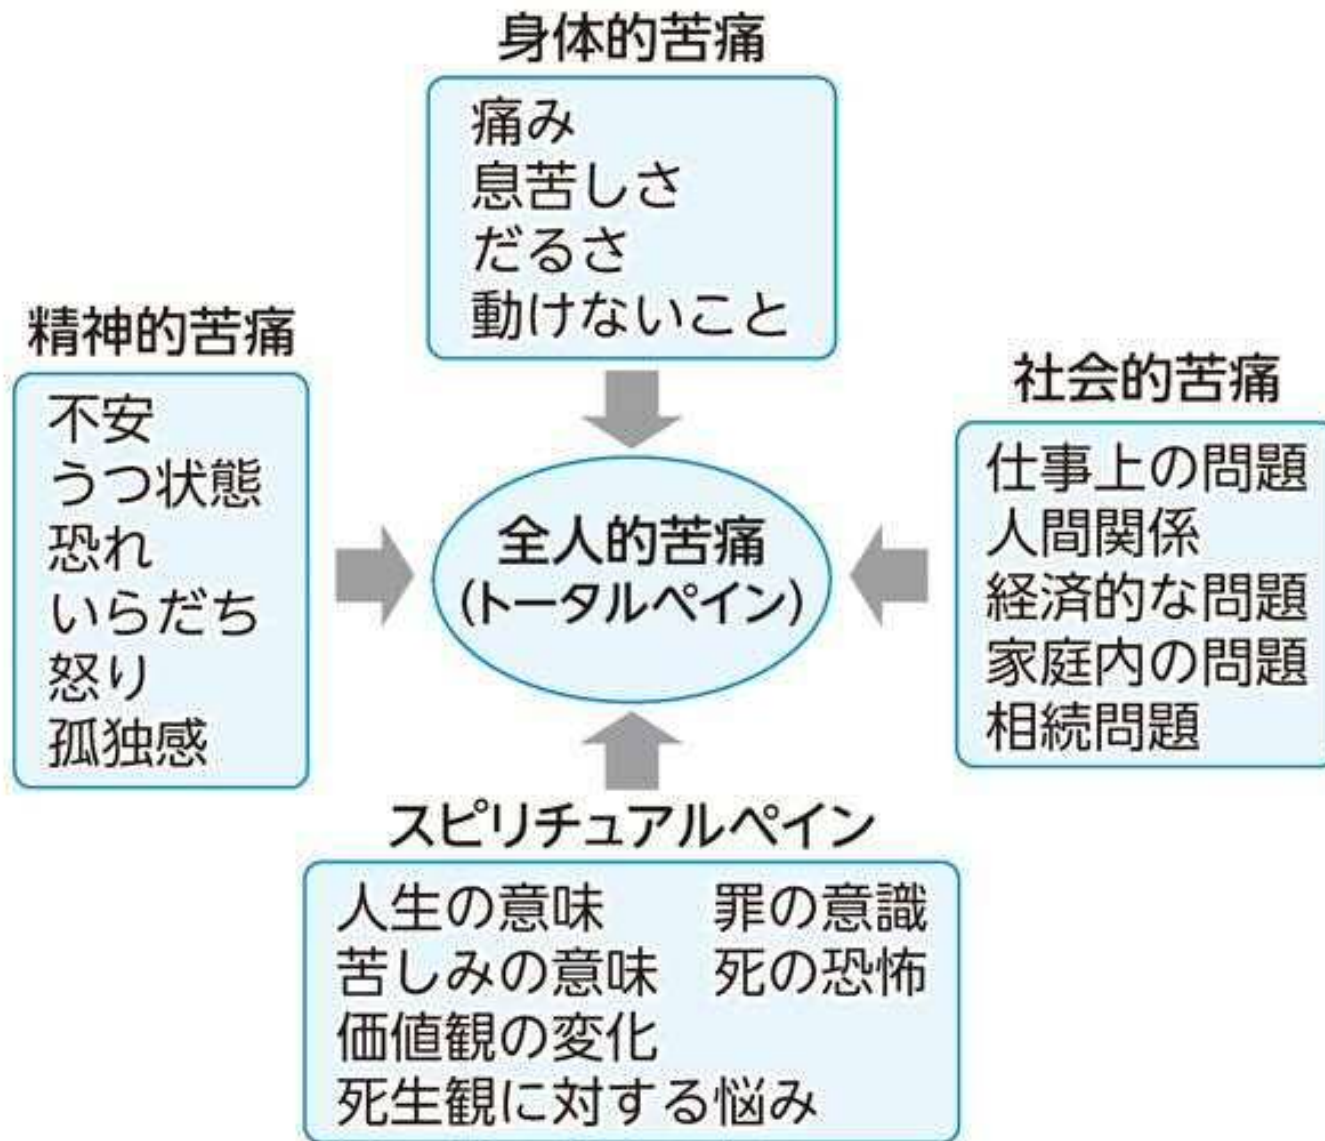 身体的苦痛
痛み
息苦しさ
だるさ
動けないこと
精神的苦痛
不安
うつ状態
恐れ
いらだち
怒り
孤独感
社会的苦痛
仕事上の問題
人間関係
経済的な問題
家庭内の問題
相続問題
全人的苦痛
(トータルペイン)
スピリチュアルペイン
人生の意味 罪の意識
苦しみの意味 死の恐怖
価値観の変化
死生観に対する悩み